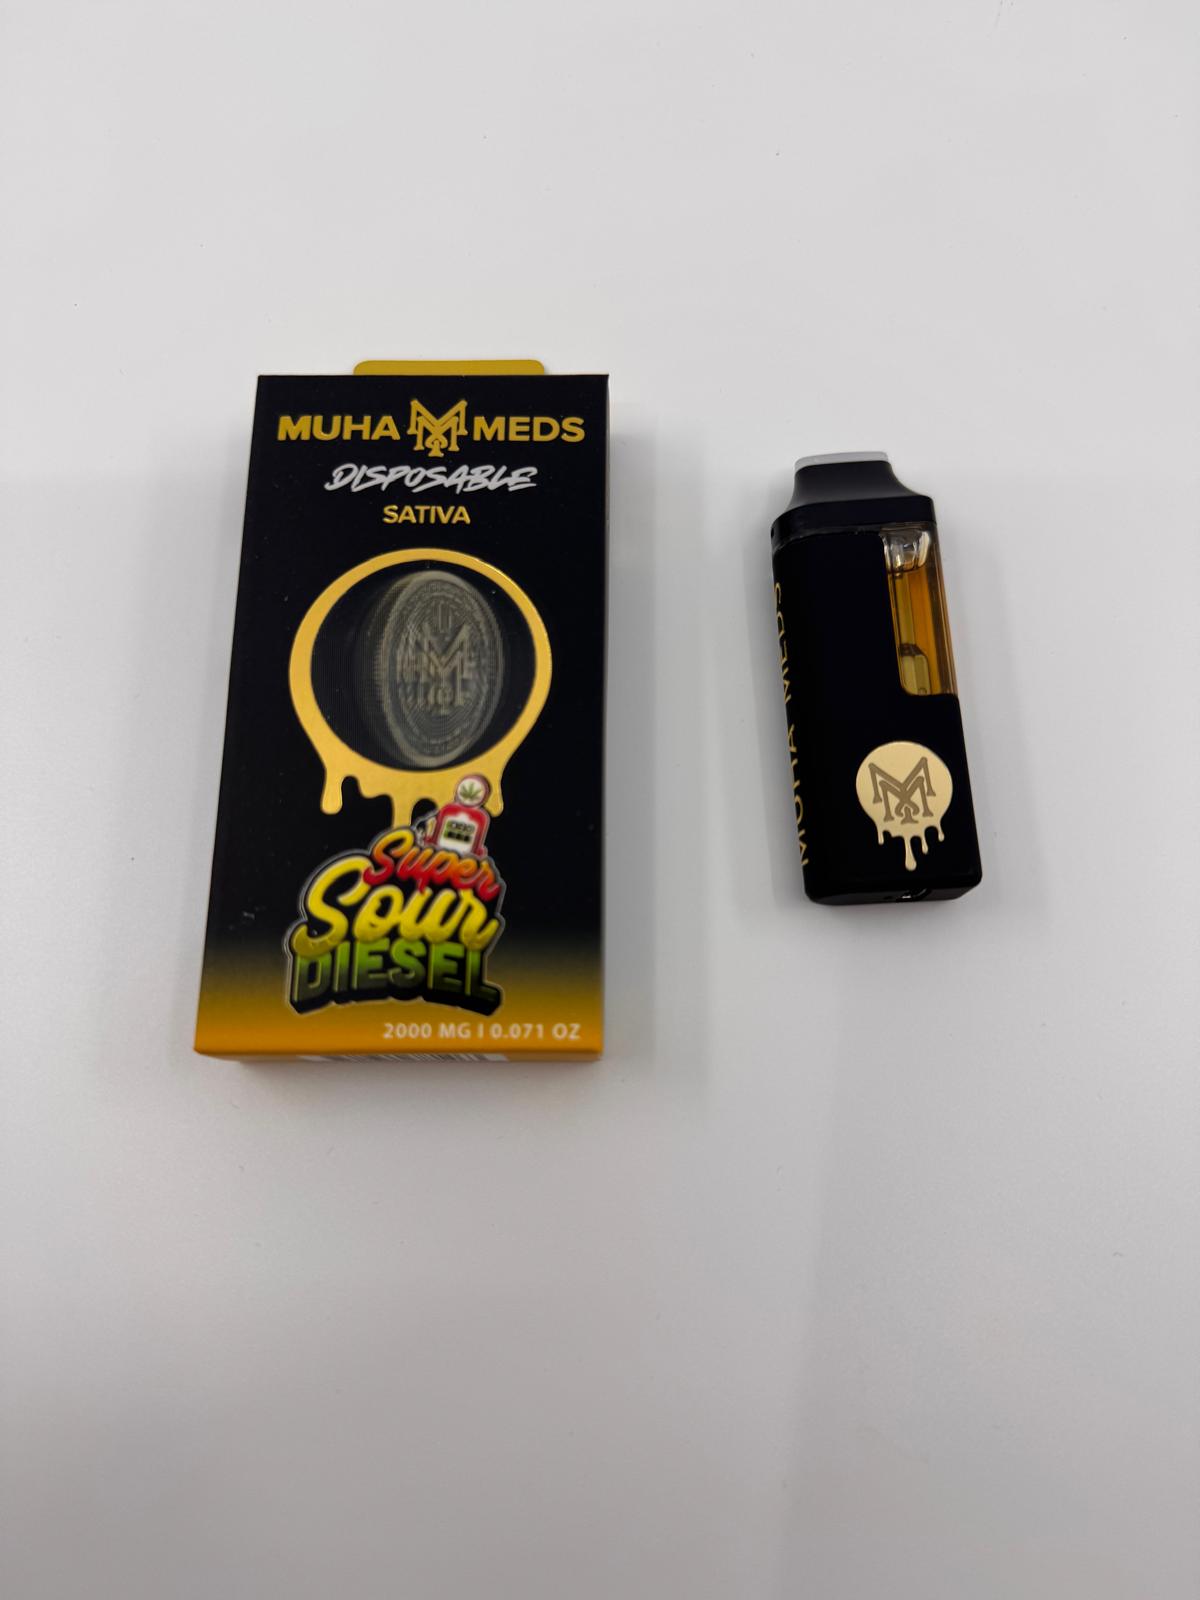 MUHA MEDS
DISPOSABLE
SATIVA
Super
Sour
DIESEL
2000 MG | 0.071 OZ
MUHA MEDS